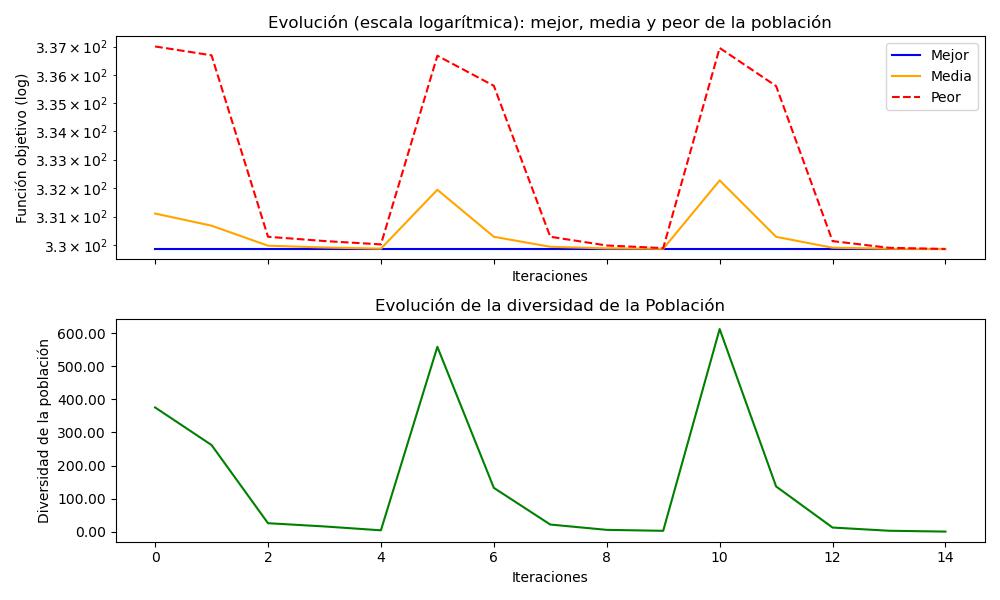 Evolución (escala logarítmica): mejor, media y peor de la población
Función objetivo (log)
3.37 × 10²
3.36 × 10²
3.35 × 10²
3.34 × 10²
3.33 × 10²
3.32 × 10²
3.31 × 10²
3.3 × 10²
Mejor
Media
Peor
Iteraciones
Evolución de la diversidad de la Población
Diversidad de la población
600.00
500.00
400.00
300.00
200.00
100.00
0.00
0 2 4 6 8 10 12 14
Iteraciones